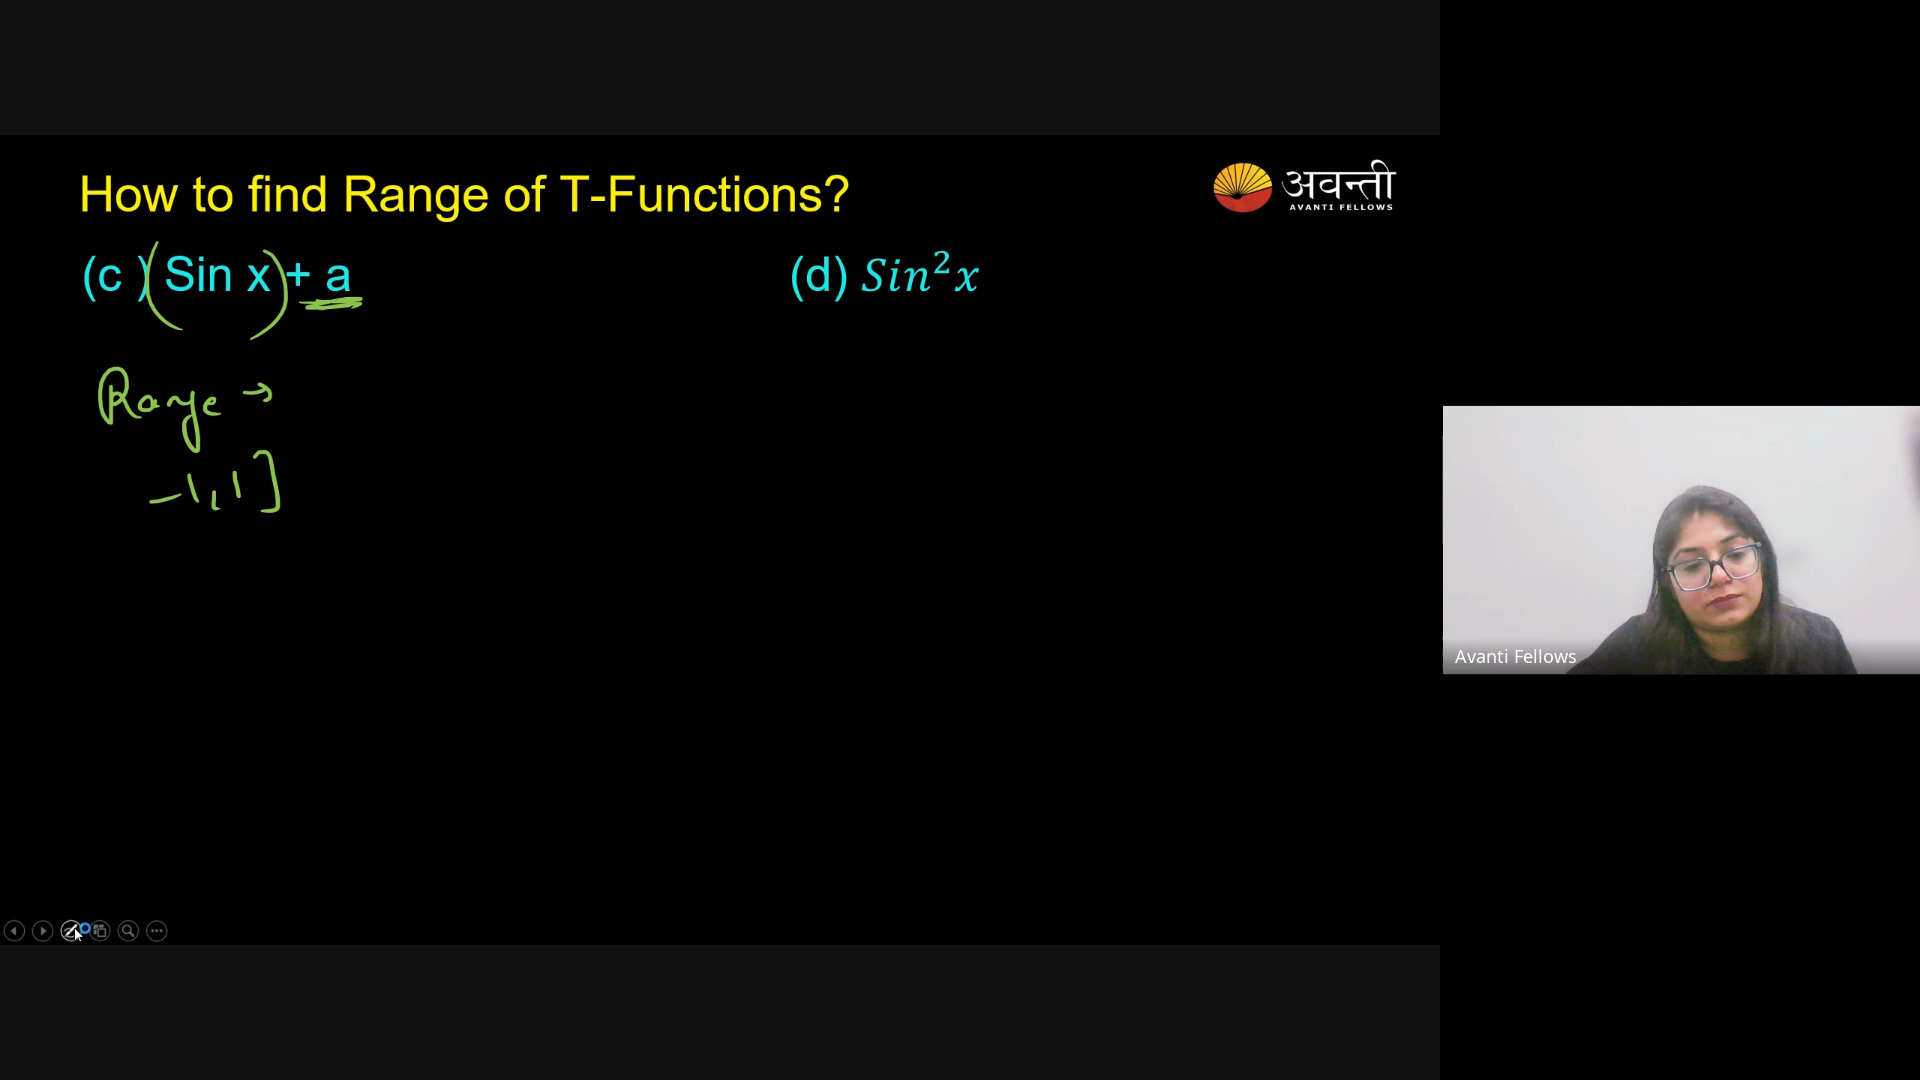 How to find Range of T-Functions?
अवन्ती
AVANTI FELLOWS
(c ) (Sin x) + a
(d) Sin²x
Range →
-1, 1]
Avanti Fellows